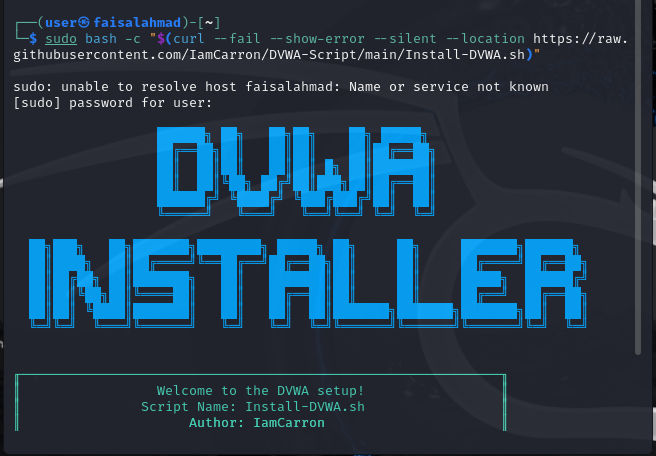 ┌──(user㉿faisalahmad)-[~]
└─$ sudo bash -c "$(curl --fail --show-error --silent --location https://raw.
githubusercontent.com/IamCarron/DVWA-Script/main/Install-DVWA.sh)"
sudo: unable to resolve host faisalahmad: Name or service not known
[sudo] password for user:
DVWA
INSTALLER
Welcome to the DVWA setup!
Script Name: Install-DVWA.sh
Author: IamCarron